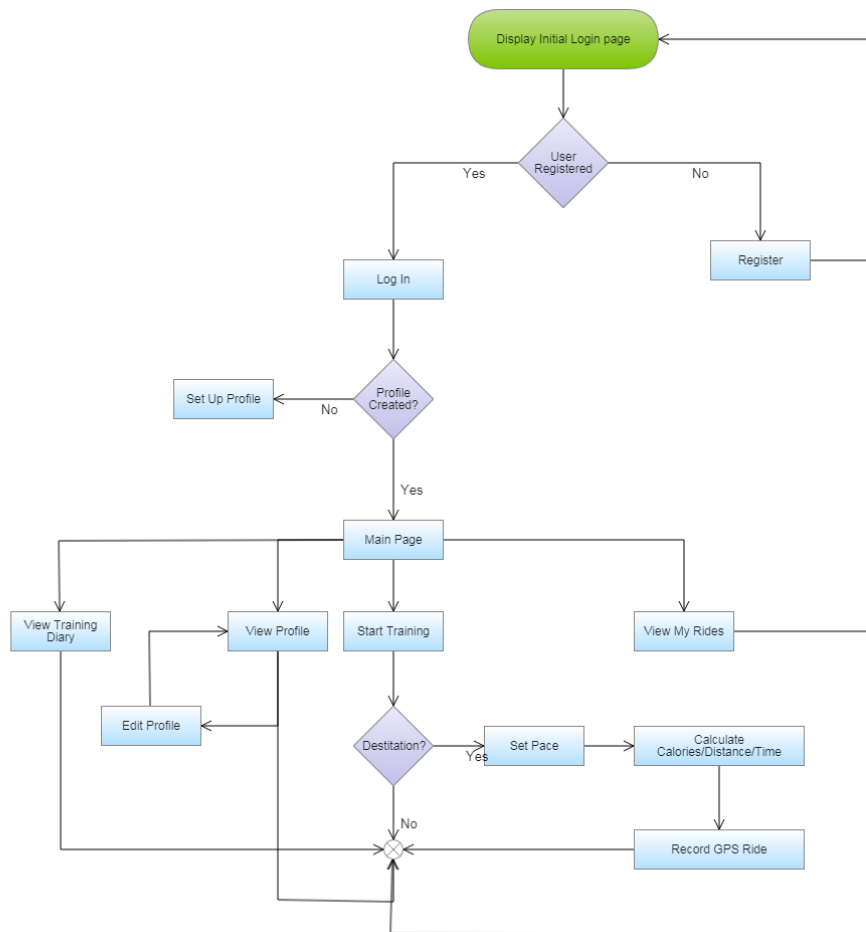 Display Initial Login page
User
Registered
Yes
No
Log In
Register
Profile
Created?
Set Up Profile
No
Yes
Main Page
View Training
Diary
View Profile
Start Training
View My Rides
Edit Profile
Destitation?
Yes
Set Pace
Calculate
Calories/Distance/Time
No
Record GPS Ride